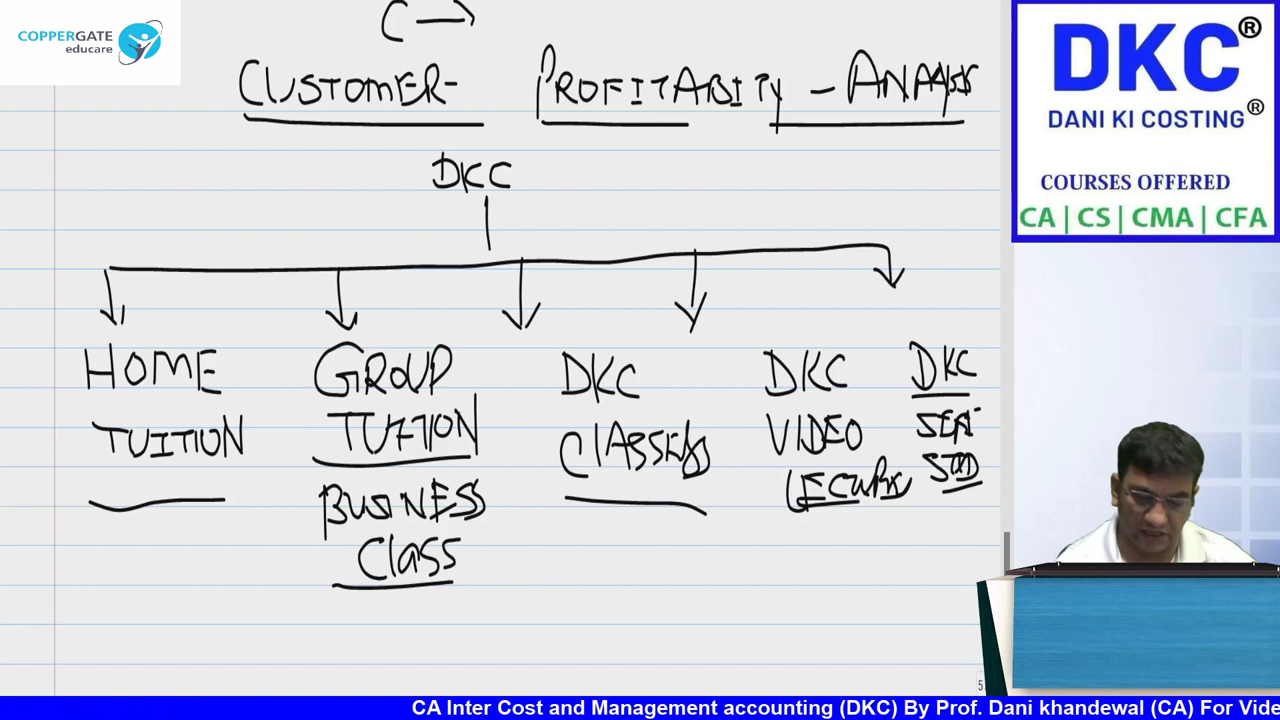 COPPERGATE
educare
C →
CUSTOMER- PROFITABILITY - ANALYSIS
DKC
HOME
TUITION
GROUP
TUITION
BUSINESS
Class
DKC
CLASSES
DKC
VIDEO
LECTURE
DKC
DKC®
DANI KI COSTING®
COURSES OFFERED
CA | CS | CMA | CFA
5
CA Inter Cost and Management accounting (DKC) By Prof. Dani khandewal (CA) For Vide